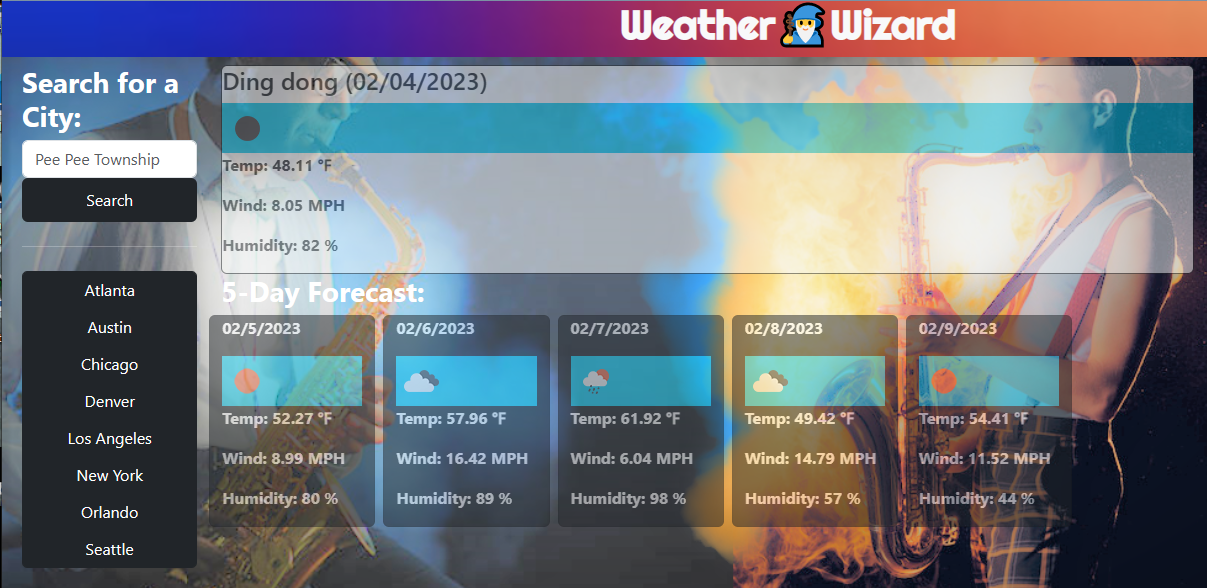 Weather Wizard
Search for a
City:
Pee Pee Township
Search
Atlanta
Austin
Chicago
Denver
Los Angeles
New York
Orlando
Seattle
Ding dong (02/04/2023)
Temp: 48.11 °F
Wind: 8.05 MPH
Humidity: 82 %
5-Day Forecast:
02/5/2023
Temp: 52.27 °F
Wind: 8.99 MPH
Humidity: 80 %
02/6/2023
Temp: 57.96 °F
Wind: 16.42 MPH
Humidity: 89 %
02/7/2023
Temp: 61.92 °F
Wind: 6.04 MPH
Humidity: 98 %
02/8/2023
Temp: 49.42 °F
Wind: 14.79 MPH
Humidity: 57 %
02/9/2023
Temp: 54.41 °F
Wind: 11.52 MPH
Humidity: 44 %